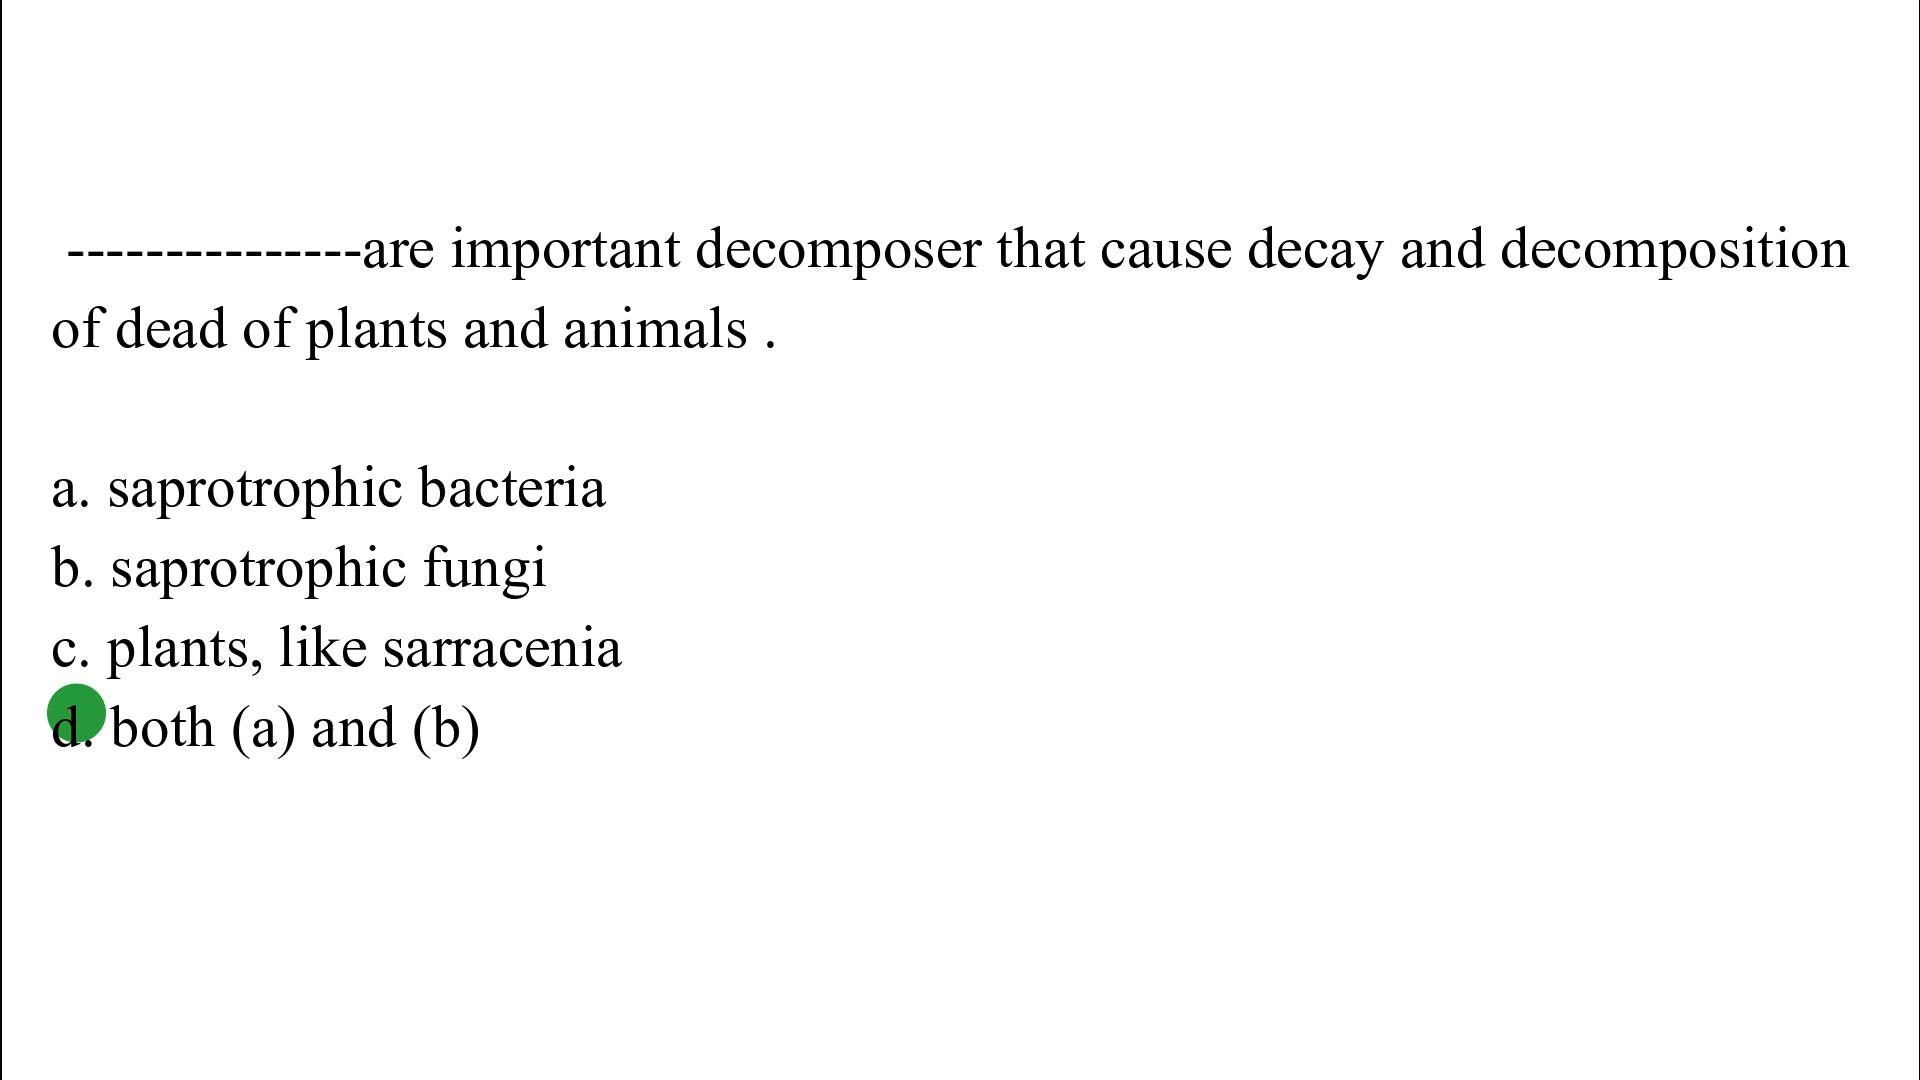 ---------------are important decomposer that cause decay and decomposition
of dead of plants and animals .
a. saprotrophic bacteria
b. saprotrophic fungi
c. plants, like sarracenia
d. both (a) and (b)